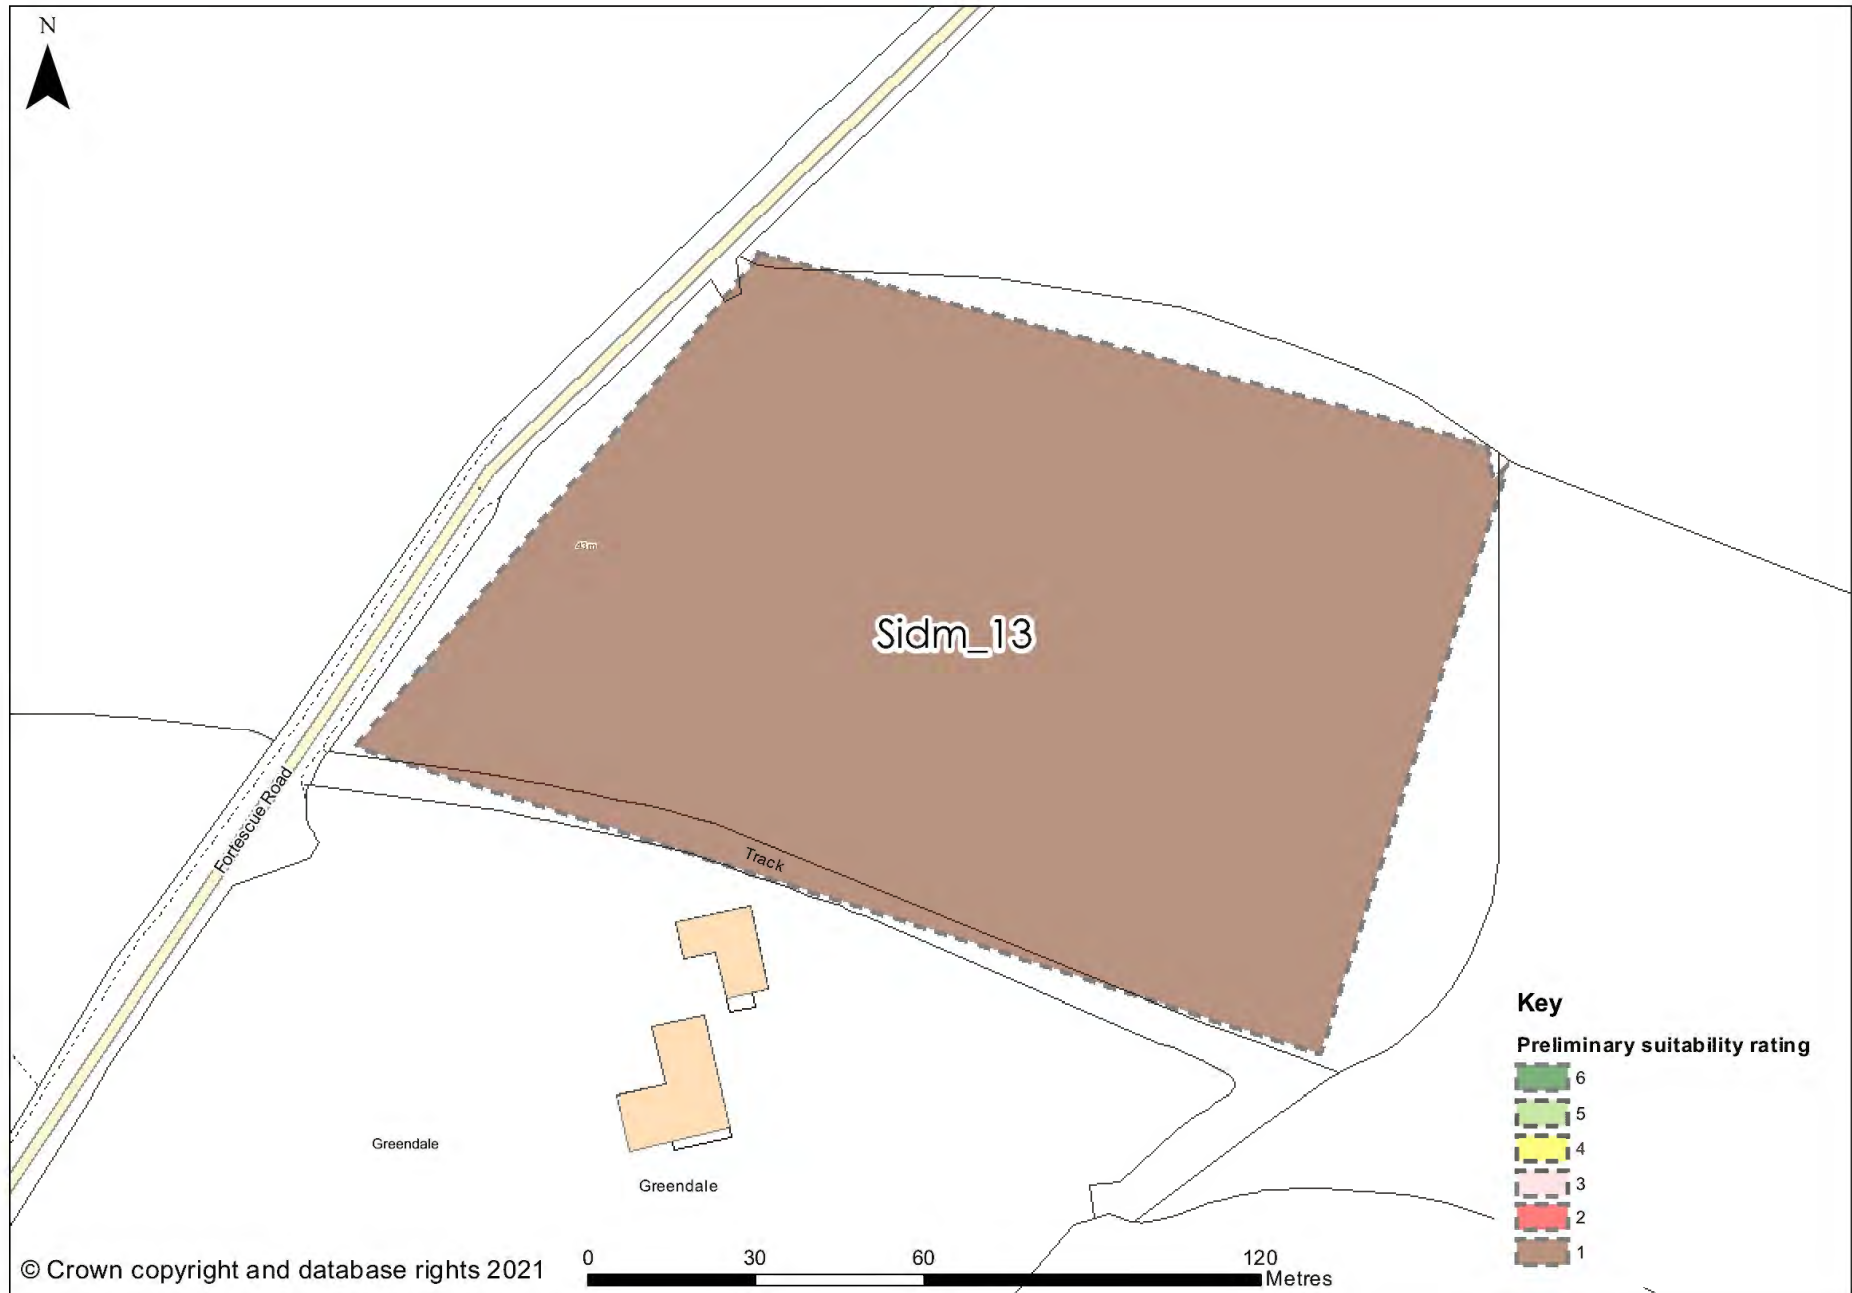 N
43m
Sidm_13
Fortescue Road
Track
Greendale
Greendale
Key
Preliminary suitability rating
6
5
4
3
2
1
© Crown copyright and database rights 2021
0 30 60 120
Metres